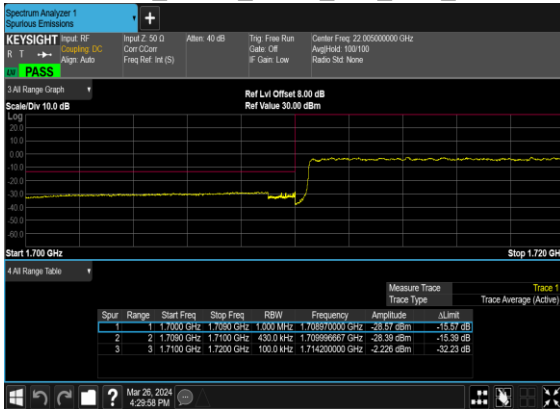 Spectrum Analyzer 1
Spurious Emissions
KEYSIGHT Input: RF Input Z: 50 Ω Atten: 40 dB Trig: Free Run Center Freq: 22.005000000 GHz
R T Coupling: DC Corr CCorr Gate: Off Avg|Hold: 100/100
Align: Auto Freq Ref: Int (S) IF Gain: Low Radio Std: None
LXI PASS
3 All Range Graph
Ref Lvl Offset 8.00 dB
Scale/Div 10.0 dB Ref Value 30.00 dBm
Log
20.0
10.0
0.00
-10.0
-20.0
-30.0
-40.0
-50.0
-60.0
Start 1.700 GHz Stop 1.720 GHz
4 All Range Table
Measure Trace Trace 1
Trace Type Trace Average (Active)
Spur Range Start Freq Stop Freq RBW Frequency Amplitude ΔLimit
1 1 1.7000 GHz 1.7090 GHz 1.000 MHz 1.708970000 GHz -28.57 dBm -15.57 dB
2 2 1.7090 GHz 1.7100 GHz 430.0 kHz 1.709996667 GHz -28.39 dBm -15.39 dB
3 3 1.7100 GHz 1.7200 GHz 100.0 kHz 1.714200000 GHz -2.226 dBm -32.23 dB
Mar 26, 2024
4:29:58 PM